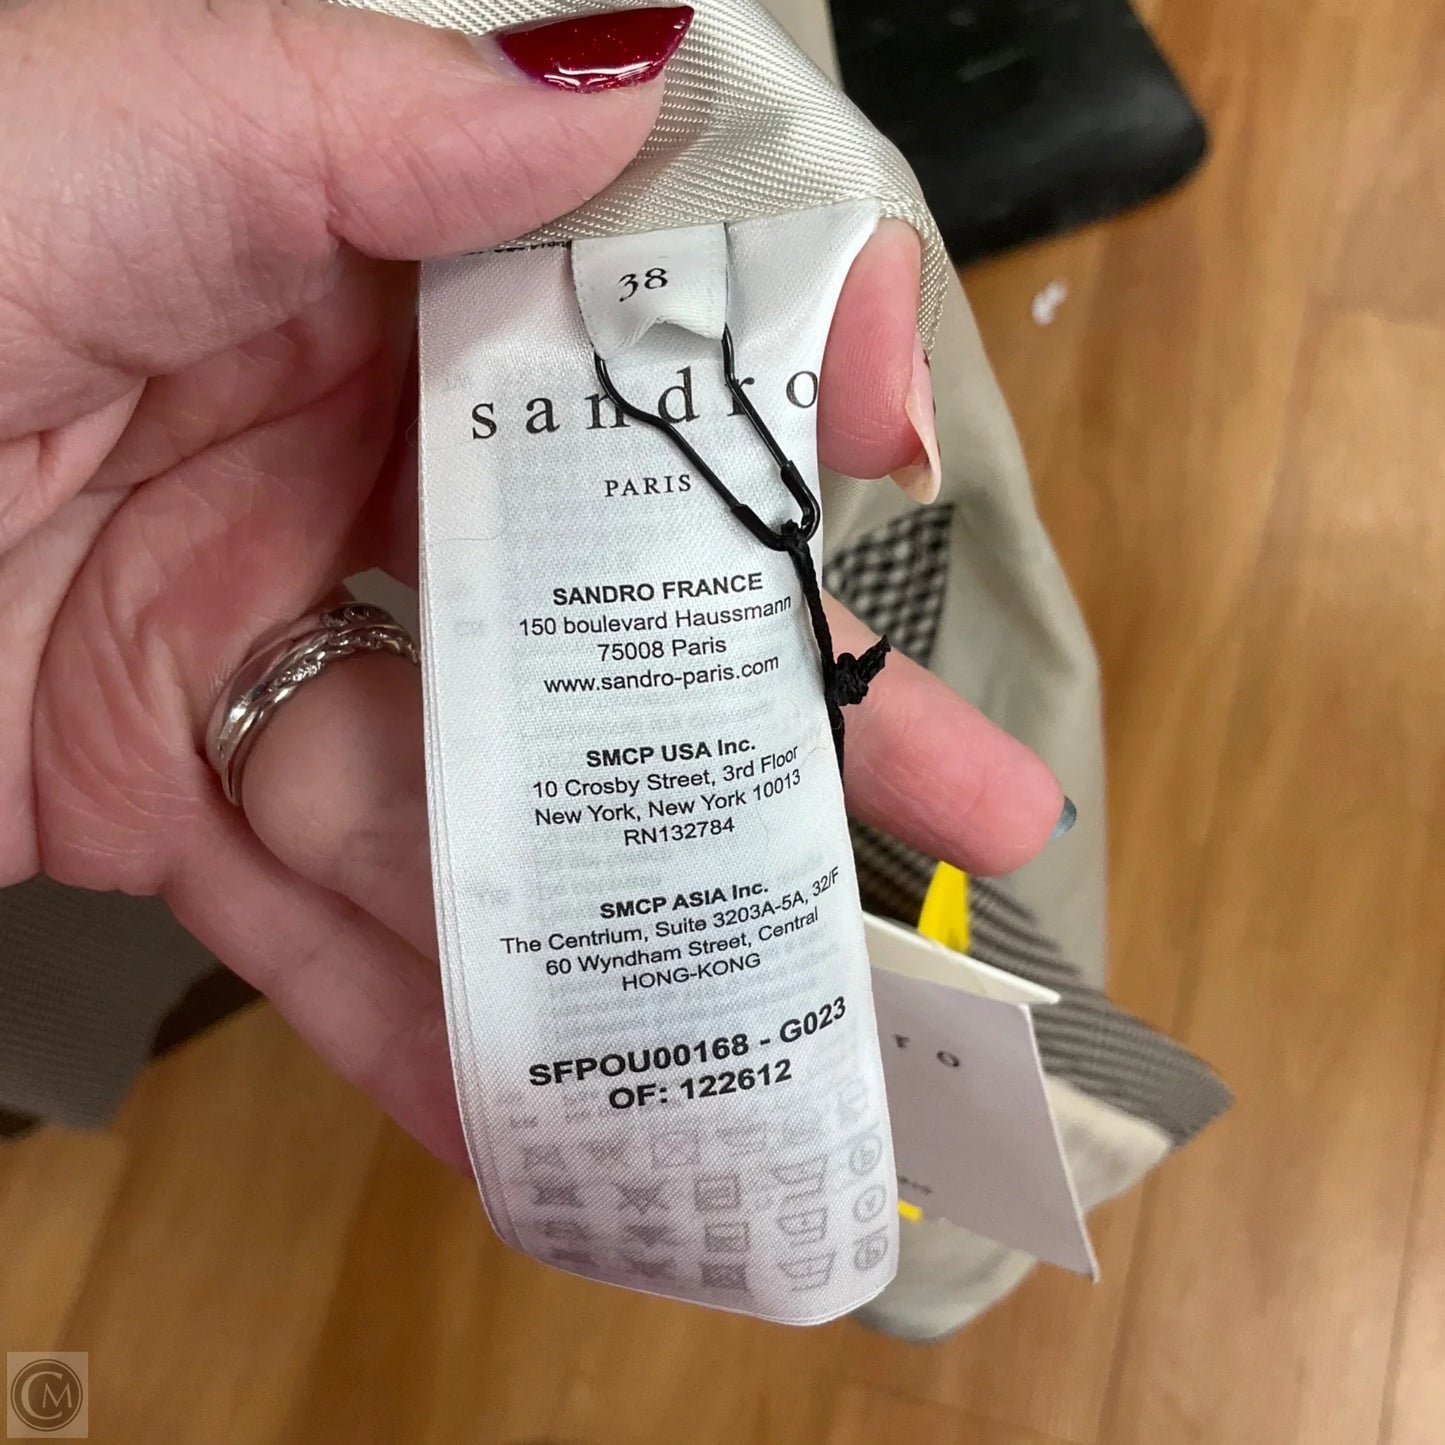 38
sandro
PARIS
SANDRO FRANCE
150 boulevard Haussmann
75008 Paris
www.sandro-paris.com
SMCP USA Inc.
10 Crosby Street, 3rd Floor
New York, New York 10013
RN132784
SMCP ASIA Inc.
The Centrium, Suite 3203A-5A, 32/F
60 Wyndham Street, Central
HONG-KONG
SFPOU00168 - G023
OF: 122612
r o
CM